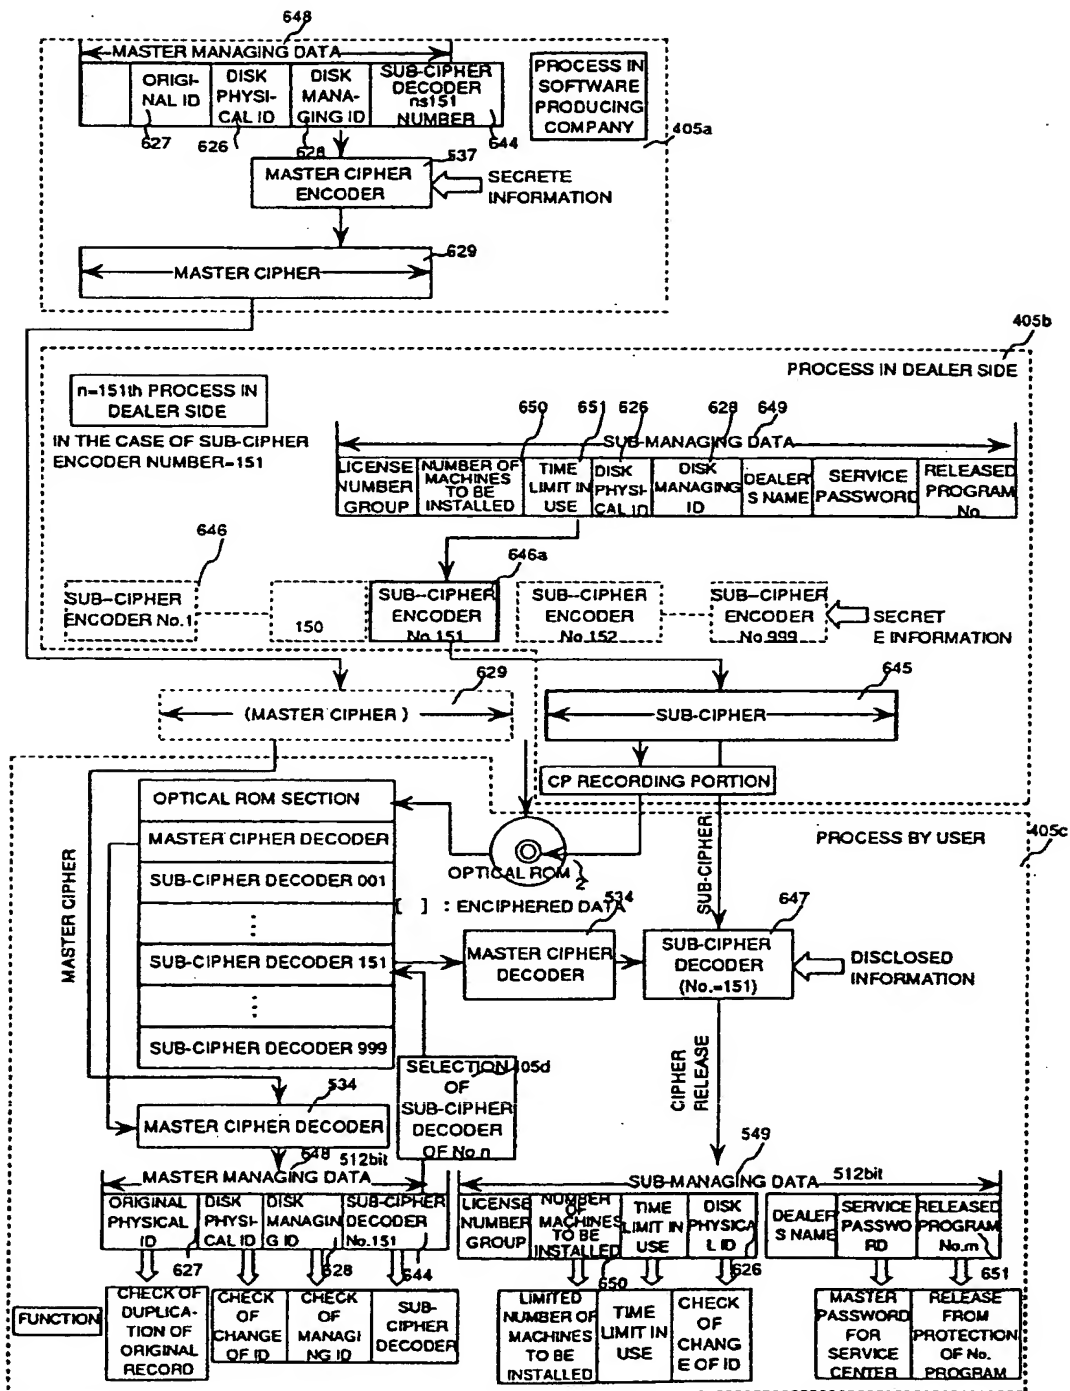 648
MASTER MANAGING DATA
ORIGI-
NAL ID
DISK
PHYSI-
CAL ID
DISK
MANA-
GING ID
SUB-CIPHER
DECODER
ns151
NUMBER
PROCESS IN
SOFTWARE
PRODUCING
COMPANY
627
626
628
644
405a
537
MASTER CIPHER
ENCODER
SECRETE
INFORMATION
629
MASTER CIPHER
405b
PROCESS IN DEALER SIDE
n=151th PROCESS IN
DEALER SIDE
IN THE CASE OF SUB-CIPHER
ENCODER NUMBER=151
650
651
626
628
649
SUB-MANAGING DATA
LICENSE
NUMBER
GROUP
NUMBER OF
MACHINES
TO BE
INSTALLED
TIME
LIMIT IN
USE
DISK
PHYSI-
CAL ID
DISK
MANAGING
ID
DEALER'
S NAME
SERVICE
PASSWORD
RELEASED
PROGRAM
No.
646
646a
SUB-CIPHER
ENCODER No.1
150
SUB-CIPHER
ENCODER
No.151
SUB-CIPHER
ENCODER
No.152
SUB-CIPHER
ENCODER
No.999
SECRET
E INFORMATION
629
(MASTER CIPHER)
645
SUB-CIPHER
CP RECORDING PORTION
OPTICAL ROM SECTION
MASTER CIPHER DECODER
SUB-CIPHER DECODER 001
SUB-CIPHER DECODER 151
SUB-CIPHER DECODER 999
MASTER CIPHER
OPTICAL ROM
2
[ ] : ENCIPHERED DATA
PROCESS BY USER
405c
SUB-CIPHER
534
MASTER CIPHER
DECODER
647
SUB-CIPHER
DECODER
(No.=151)
DISCLOSED
INFORMATION
CIPHER
RELEASE
SELECTION
OF
SUB-CIPHER
DECODER
OF No.n
405d
534
MASTER CIPHER DECODER
648
512bit
MASTER MANAGING DATA
ORIGINAL
PHYSICAL
ID
DISK
PHYSI-
CAL ID
DISK
MANAGIN
G ID
SUB-CIPHER
DECODER
No.151
627
628
644
549
512bit
SUB-MANAGING DATA
LICENSE
NUMBER
GROUP
NUMBER
OF
MACHINES
TO BE
INSTALLED
TIME
LIMIT IN
USE
DISK
PHYSICA
L ID
DEALER'
S NAME
SERVICE
PASSWO
RD
RELEASED
PROGRAM
No.m
650
626
651
FUNCTION
CHECK OF
DUPLICA-
TION OF
ORIGINAL
RECORD
CHECK
OF
CHANGE
OF ID
CHECK
OF
MANAGI
NG ID
SUB-
CIPHER
DECODER
LIMITED
NUMBER OF
MACHINES
TO BE
INSTALLED
TIME
LIMIT IN
USE
CHECK
OF
CHANG
E OF ID
MASTER
PASSWORD
FOR
SERVICE
CENTER
RELEASE
FROM
PROTECTION
OF No.
PROGRAM